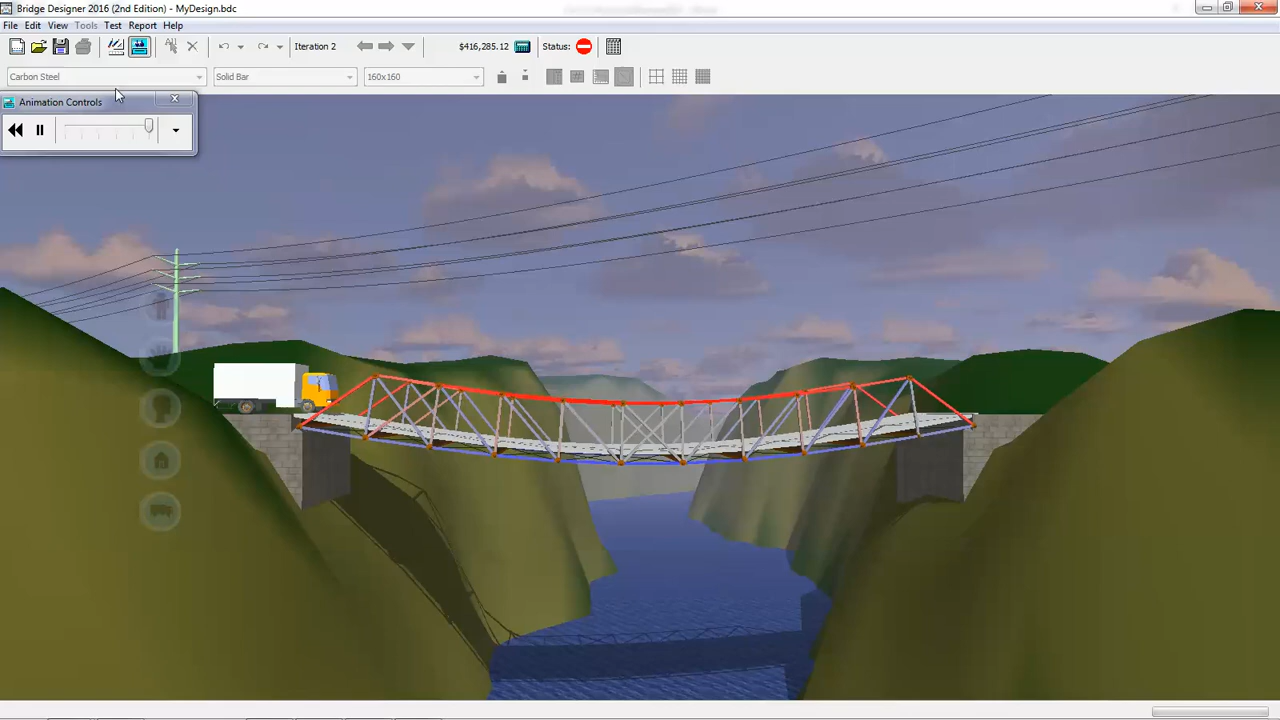 Bridge Designer 2016 (2nd Edition) - MyDesign.bdc
File Edit View Tools Test Report Help
Iteration 2 $416,285.12 Status:
Carbon Steel Solid Bar 160x160
Animation Controls